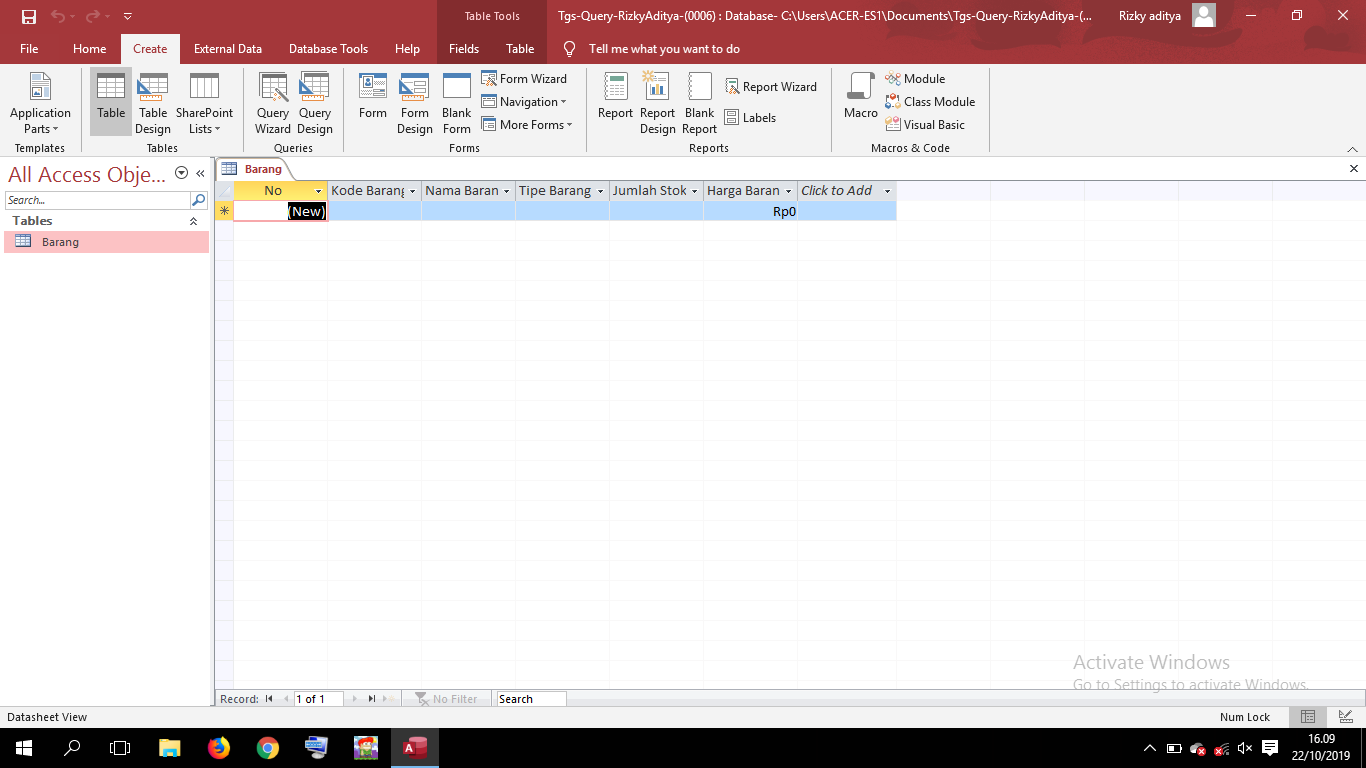 Table Tools
Tgs-Query-RizkyAditya-(0006) : Database- C:\Users\ACER-ES1\Documents\Tgs-Query-RizkyAditya-(...
Rizky aditya
File Home Create External Data Database Tools Help Fields Table Tell me what you want to do
Application Parts
Templates
Table
Table Design
SharePoint Lists
Tables
Query Wizard
Query Design
Queries
Form
Form Design
Blank Form
Form Wizard
Navigation
More Forms
Forms
Report
Report Design
Blank Report
Report Wizard
Labels
Reports
Macro
Module
Class Module
Visual Basic
Macros & Code
All Access Obje...
Search...
Tables
Barang
Barang
No Kode Barang Nama Baran Tipe Barang Jumlah Stok Harga Baran Click to Add
(New) Rp0
Activate Windows
Go to Settings to activate Windows.
Record: 1 of 1 No Filter Search
Datasheet View
Num Lock
16.09
22/10/2019